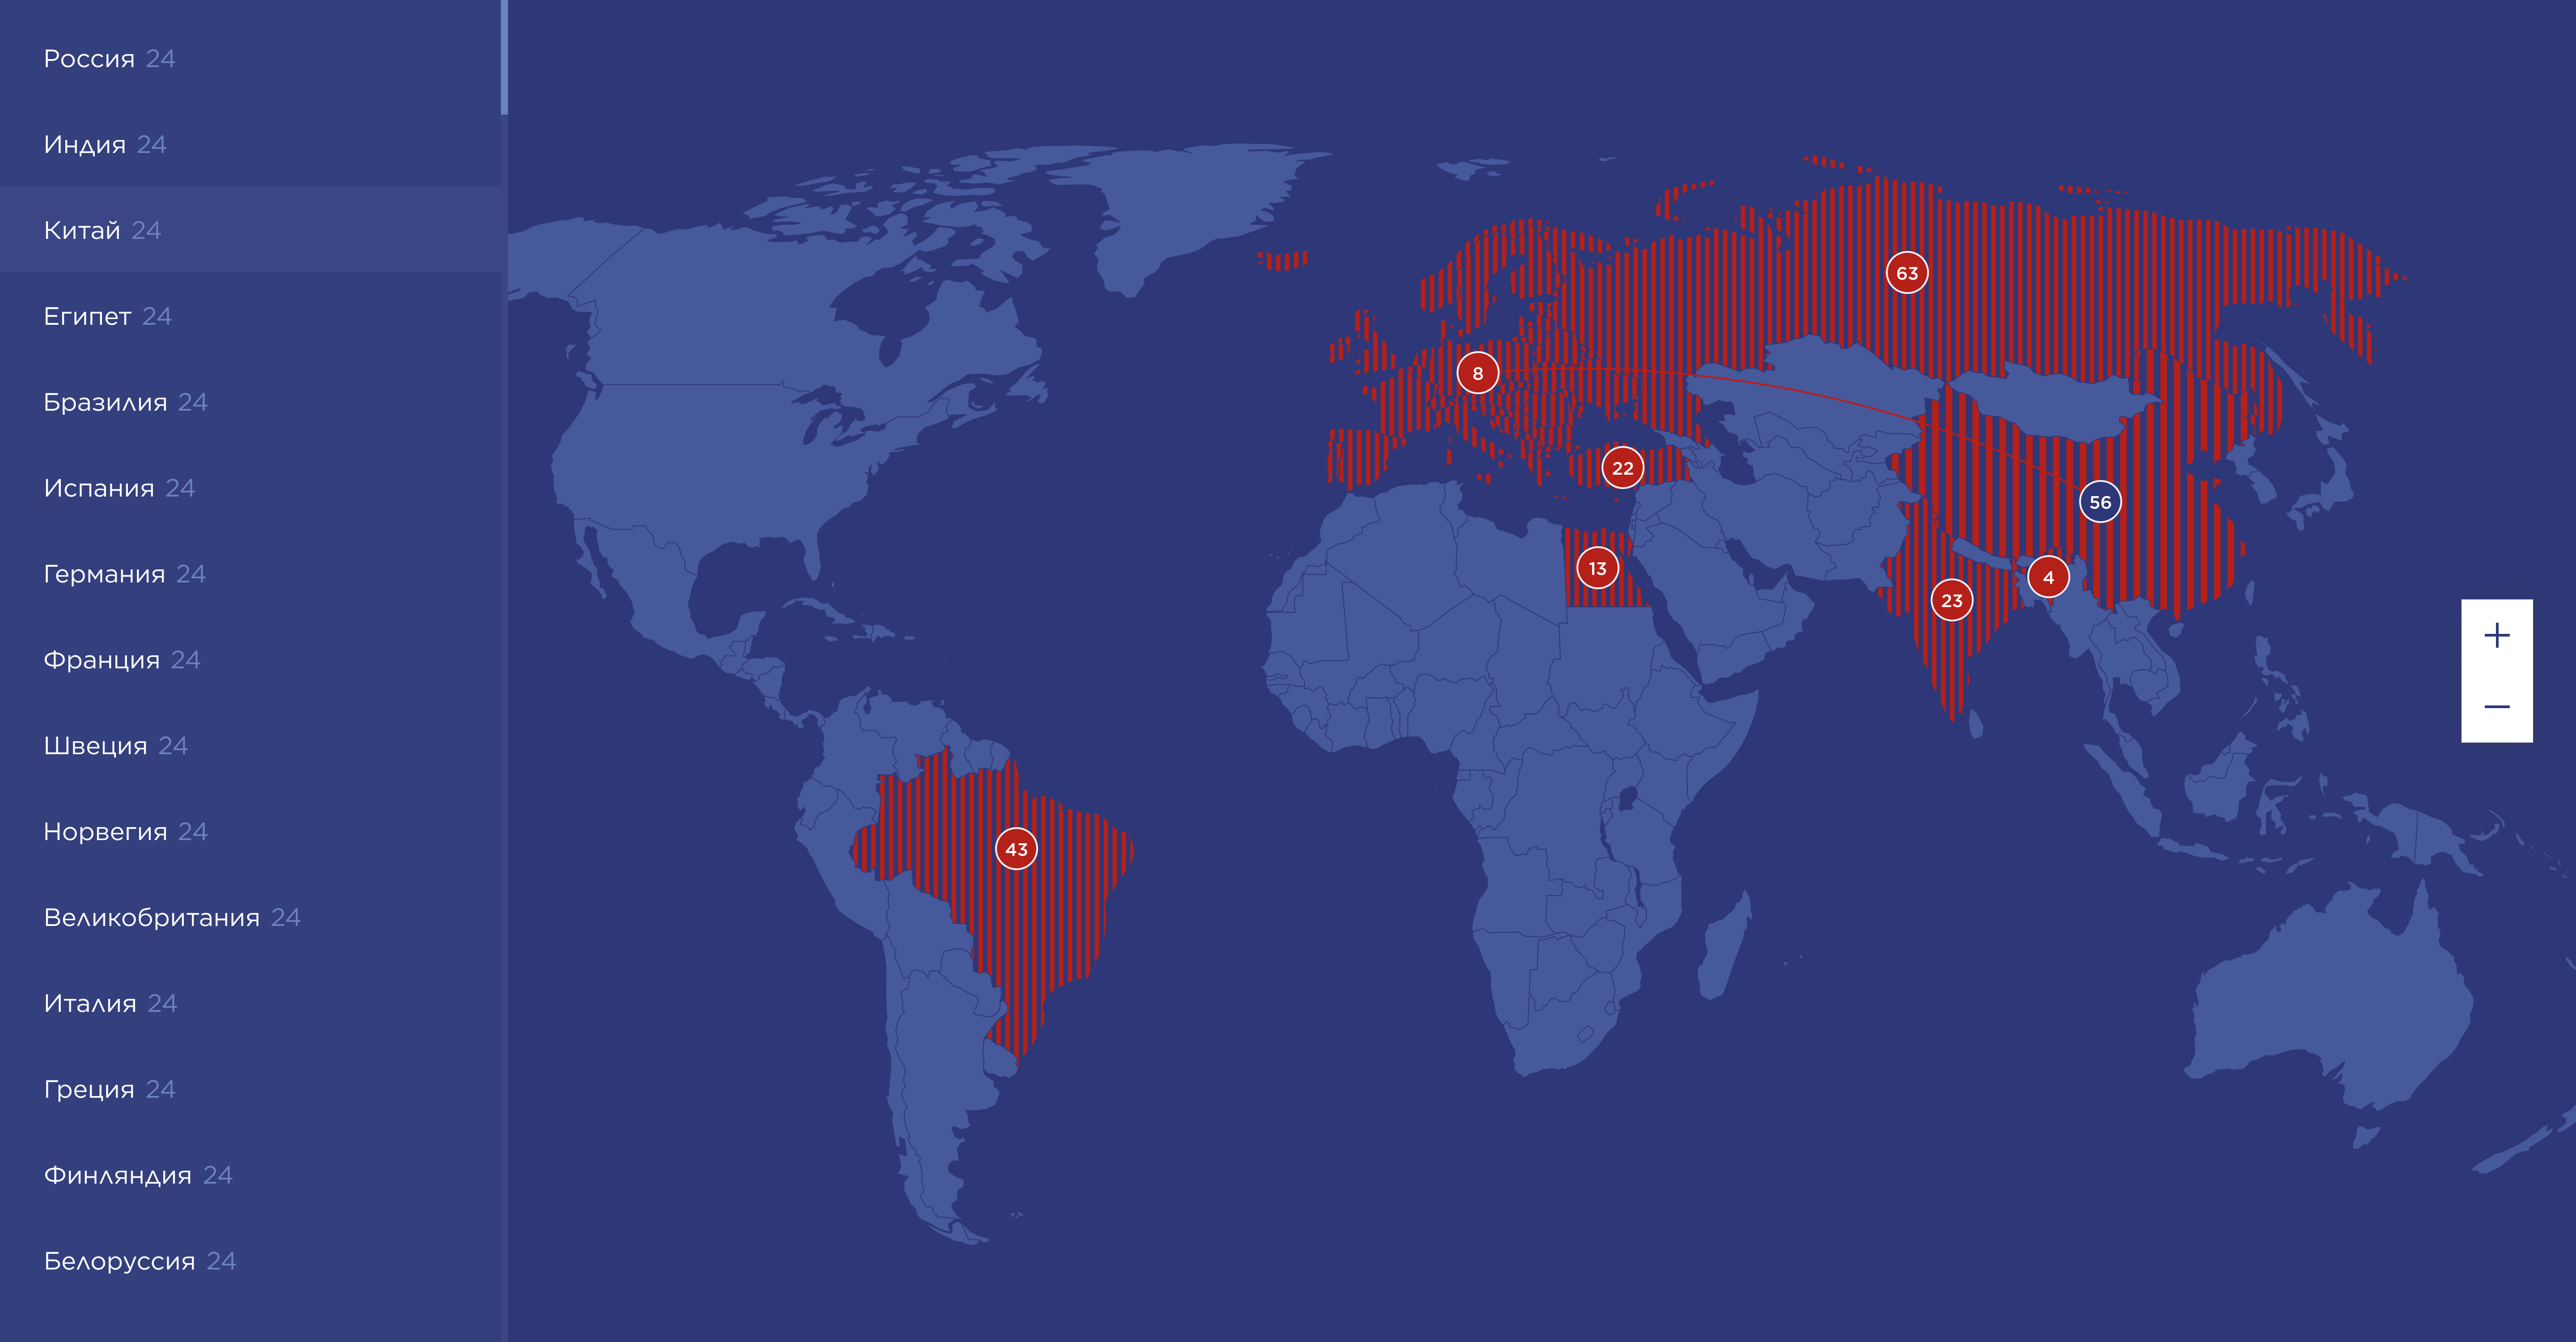 Россия 24
Индия 24
Китай 24
Египет 24
Бразилия 24
Испания 24
Германия 24
Франция 24
Швеция 24
Норвегия 24
Великобритания 24
Италия 24
Греция 24
Финляндия 24
Белоруссия 24
63
8
22
56
13
4
23
43
+
−